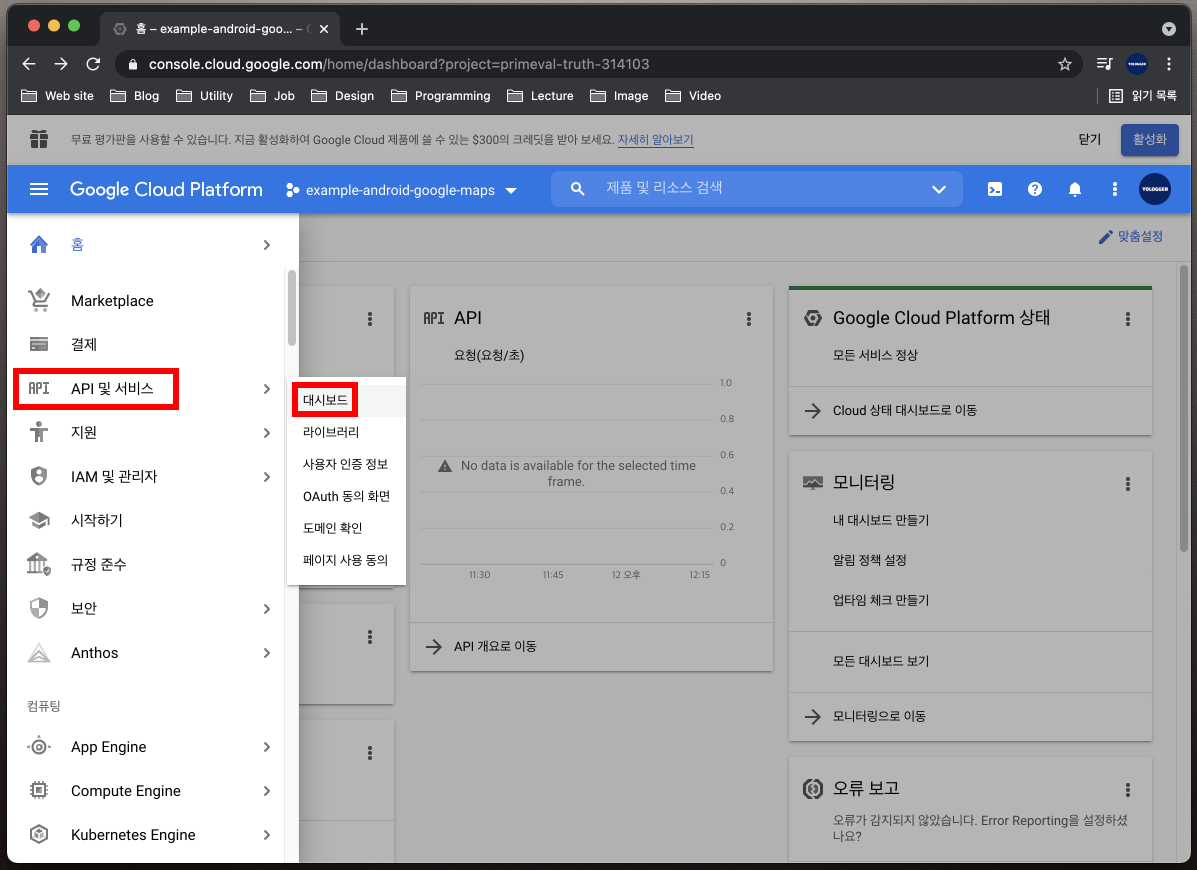 홈 – example-android-goo... –
console.cloud.google.com/home/dashboard?project=primeval-truth-314103
YOLOGGER
Web site
Blog
Utility
Job
Design
Programming
Lecture
Image
Video
읽기 목록
무료 평가판을 사용할 수 있습니다. 지금 활성화하여 Google Cloud 제품에 쓸 수 있는 $300의 크레딧을 받아 보세요. 자세히 알아보기
닫기
활성화
Google Cloud Platform
example-android-google-maps
제품 및 리소스 검색
YOLOGGER
맞춤설정
홈
Marketplace
결제
API API 및 서비스
지원
IAM 및 관리자
시작하기
규정 준수
보안
Anthos
컴퓨팅
App Engine
Compute Engine
Kubernetes Engine
대시보드
라이브러리
사용자 인증 정보
OAuth 동의 화면
도메인 확인
페이지 사용 동의
API API
요청(요청/초)
1.0
0.8
0.6
0.4
0.2
0
No data is available for the selected time
frame.
11:30
11:45
12 오후
12:15
API 개요로 이동
Google Cloud Platform 상태
모든 서비스 정상
Cloud 상태 대시보드로 이동
모니터링
내 대시보드 만들기
알림 정책 설정
업타임 체크 만들기
모든 대시보드 보기
모니터링으로 이동
오류 보고
오류가 감지되지 않았습니다. Error Reporting을 설정하셨
나요?